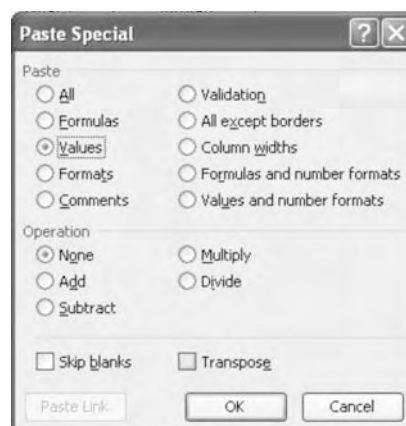 Paste Special
Paste
All
Validation
Formulas
All except borders
Values
Column widths
Formats
Formulas and number formats
Comments
Values and number formats
Operation
None
Multiply
Add
Divide
Subtract
Skip blanks
Transpose
Paste Link
OK
Cancel